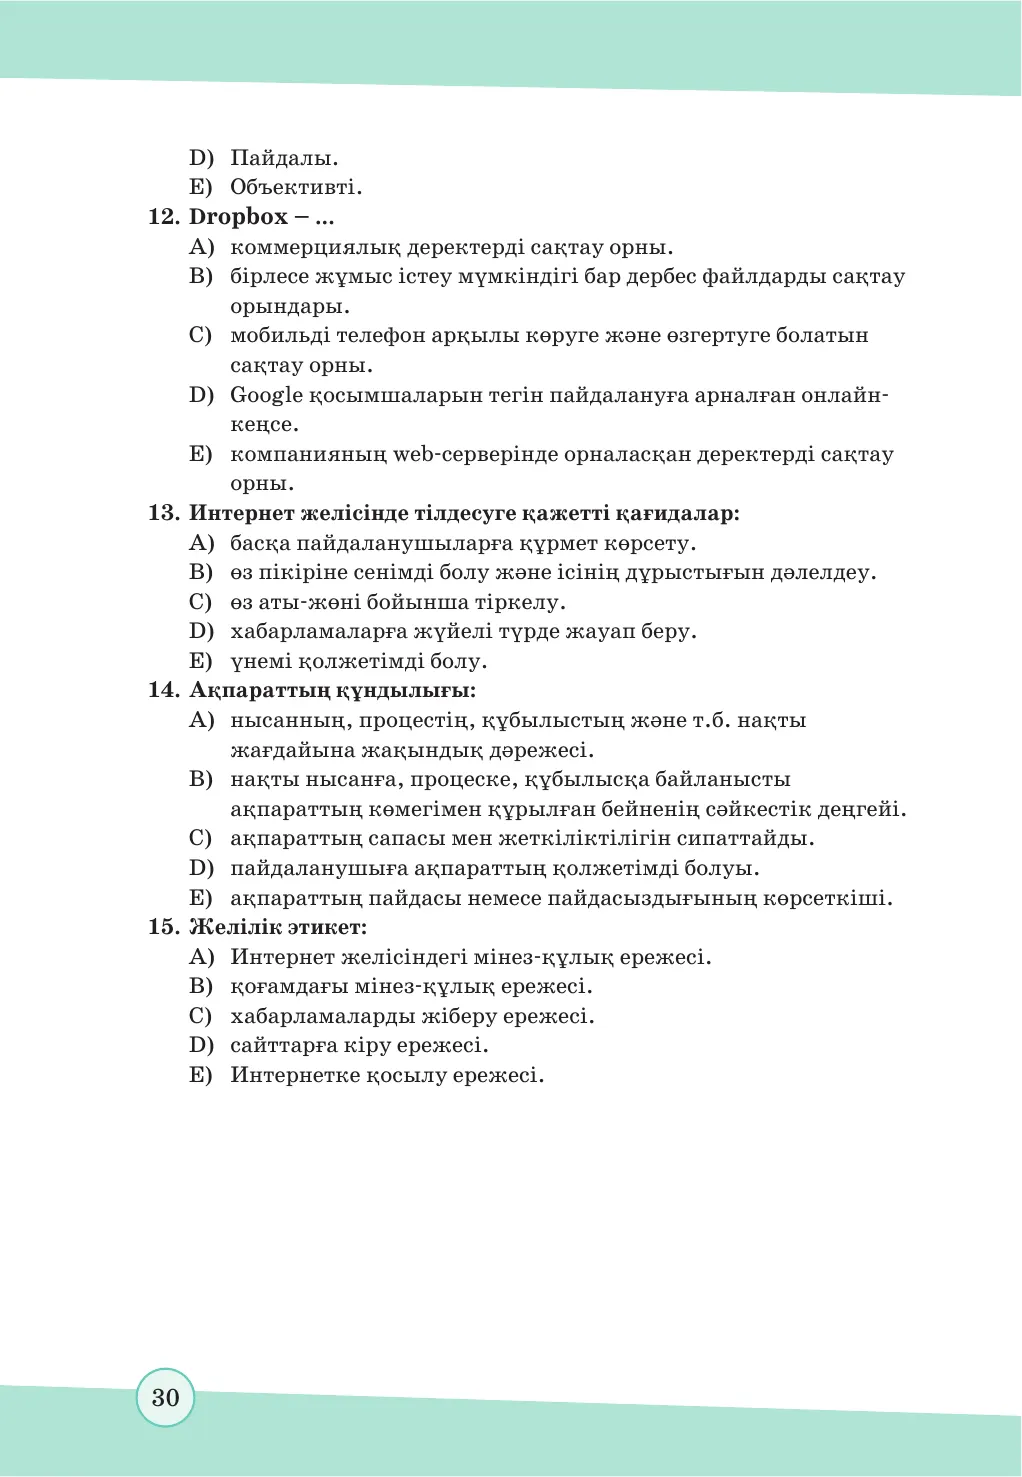 D) Пайдалы.
E) Объективті.
12. Dropbox – ...
A) коммерциялық деректерді сақтау орны.
B) бірлесе жұмыс істеу мүмкіндігі бар дербес файлдарды сақтау
орындары.
C) мобильді телефон арқылы көруге және өзгертуге болатын
сақтау орны.
D) Google қосымшаларын тегін пайдалануға арналған онлайн-
кеңсе.
E) компанияның web-серверінде орналасқан деректерді сақтау
орны.
13. Интернет желісінде тілдесуге қажетті қағидалар:
A) басқа пайдаланушыларға құрмет көрсету.
B) өз пікіріне сенімді болу және ісінің дұрыстығын дәлелдеу.
C) өз аты-жөні бойынша тіркелу.
D) хабарламаларға жүйелі түрде жауап беру.
E) үнемі қолжетімді болу.
14. Ақпараттың құндылығы:
A) нысанның, процестің, құбылыстың және т.б. нақты
жағдайына жақындық дәрежесі.
B) нақты нысанға, процеске, құбылысқа байланысты
ақпараттың көмегімен құрылған бейненің сәйкестік деңгейі.
C) ақпараттың сапасы мен жеткіліктілігін сипаттайды.
D) пайдаланушыға ақпараттың қолжетімді болуы.
E) ақпараттың пайдасы немесе пайдасыздығының көрсеткіші.
15. Желілік этикет:
A) Интернет желісіндегі мінез-құлық ережесі.
B) қоғамдағы мінез-құлық ережесі.
C) хабарламаларды жіберу ережесі.
D) сайттарға кіру ережесі.
E) Интернетке қосылу ережесі.
30